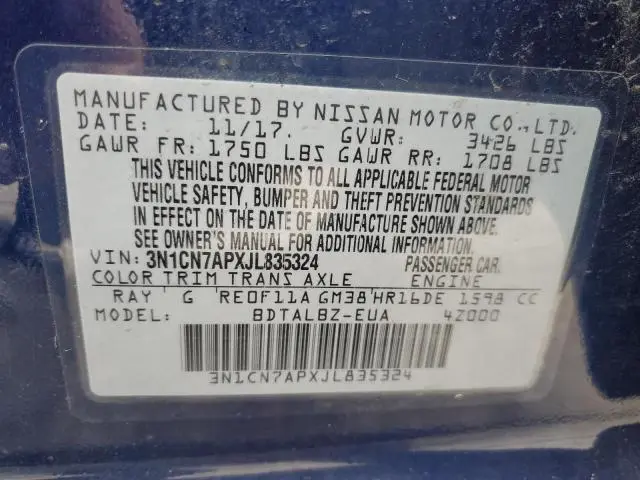 MANUFACTURED BY NISSAN MOTOR CO.,LTD.
DATE: 11/17. GVWR: 3426 LBS
GAWR FR: 1750 LBS GAWR RR: 1708 LBS
THIS VEHICLE CONFORMS TO ALL APPLICABLE FEDERAL MOTOR
VEHICLE SAFETY, BUMPER AND THEFT PREVENTION STANDARDS
IN EFFECT ON THE DATE OF MANUFACTURE SHOWN ABOVE.
SEE OWNER'S MANUAL FOR ADDITIONAL INFORMATION.
VIN: 3N1CN7APXJL835324 PASSENGER CAR.
COLOR TRIM TRANS AXLE ENGINE
RAY G RE0F11A GM38 HR16DE 1598 CC
MODEL: BDTALBZ-EUA 4Z000
3N1CN7APXJL835324